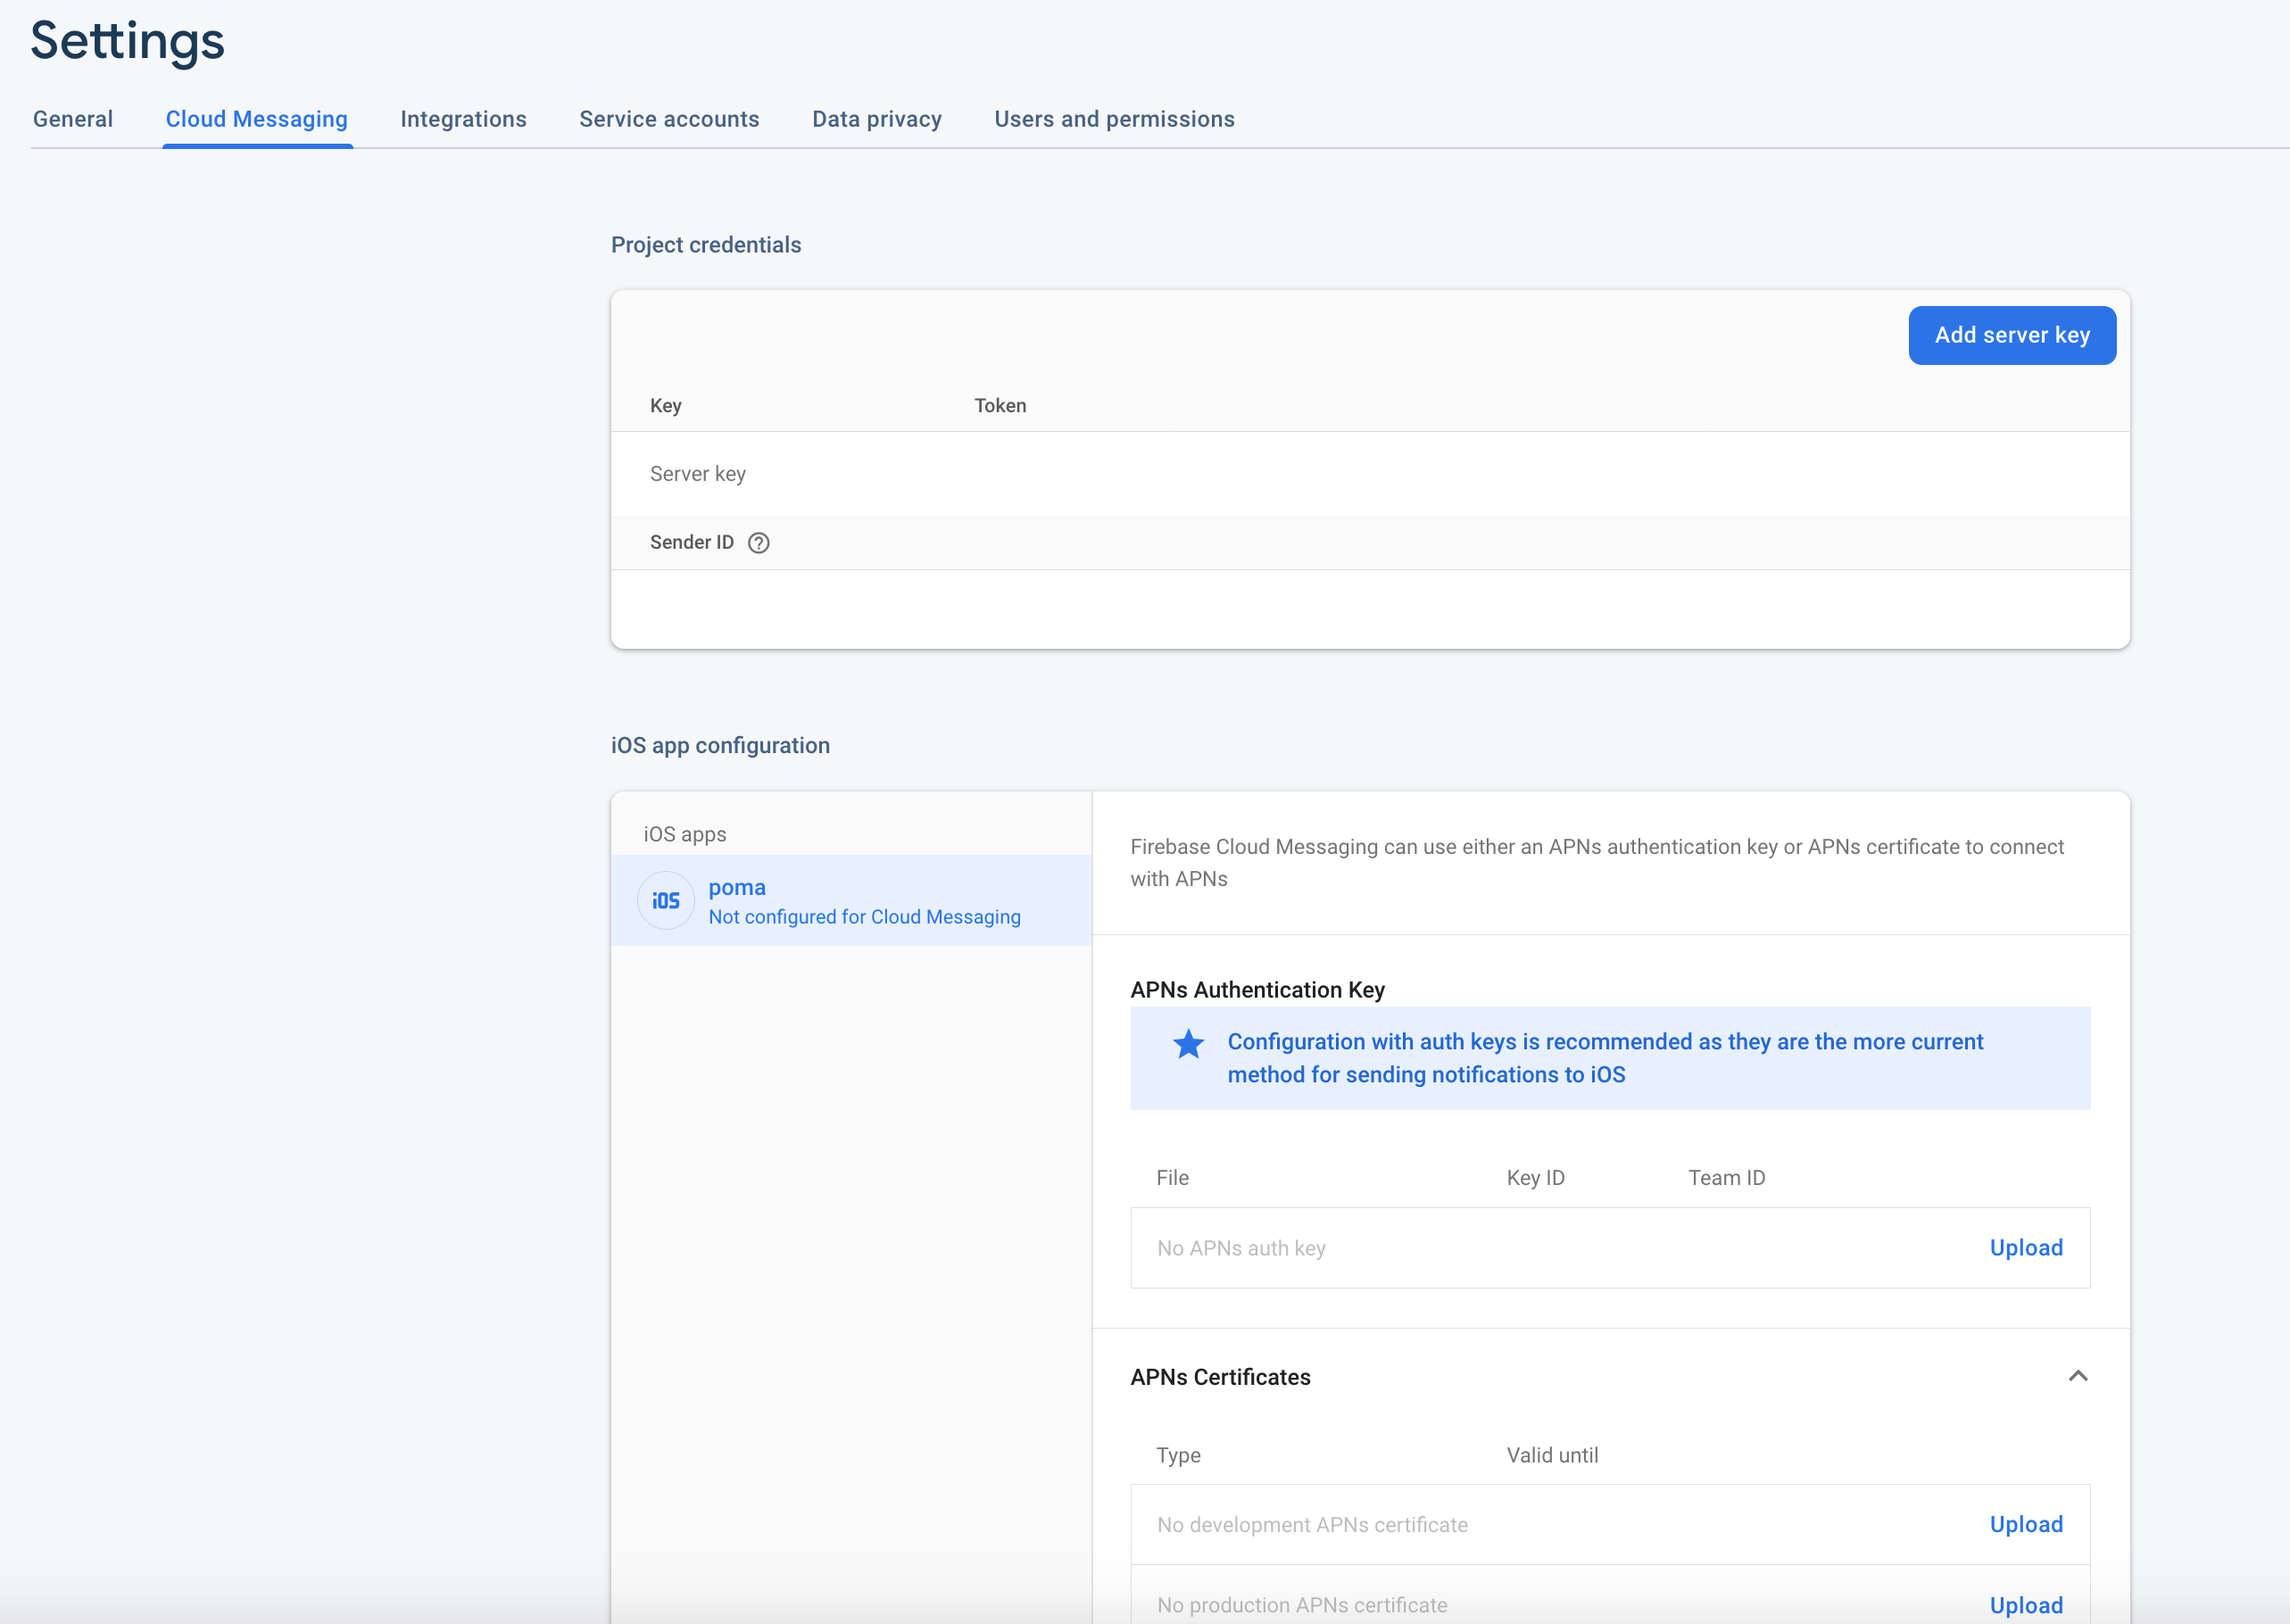 Settings
General Cloud Messaging Integrations Service accounts Data privacy Users and permissions
Project credentials
Add server key
Key Token
Server key
Sender ID ?
iOS app configuration
iOS apps
iOS poma
Not configured for Cloud Messaging
Firebase Cloud Messaging can use either an APNs authentication key or APNs certificate to connect
with APNs
APNs Authentication Key
Configuration with auth keys is recommended as they are the more current
method for sending notifications to iOS
File Key ID Team ID
No APNs auth key Upload
APNs Certificates
Type Valid until
No development APNs certificate Upload
No production APNs certificate Upload